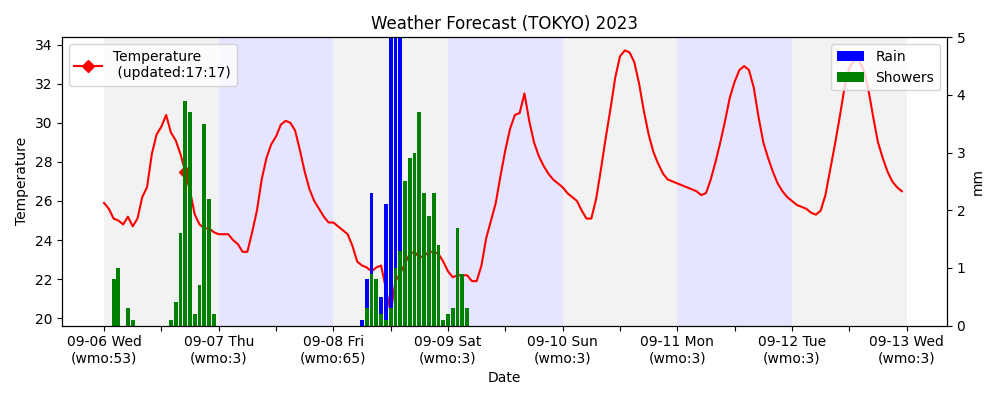 Weather Forecast (TOKYO) 2023
Temperature
(updated:17:17)
Rain
Showers
Temperature
34
32
30
28
26
24
22
20
5
4
3
2
1
0
mm
09-06 Wed
(wmo:53)
09-07 Thu
(wmo:3)
09-08 Fri
(wmo:65)
09-09 Sat
(wmo:3)
09-10 Sun
(wmo:3)
09-11 Mon
(wmo:3)
09-12 Tue
(wmo:3)
09-13 Wed
(wmo:3)
Date